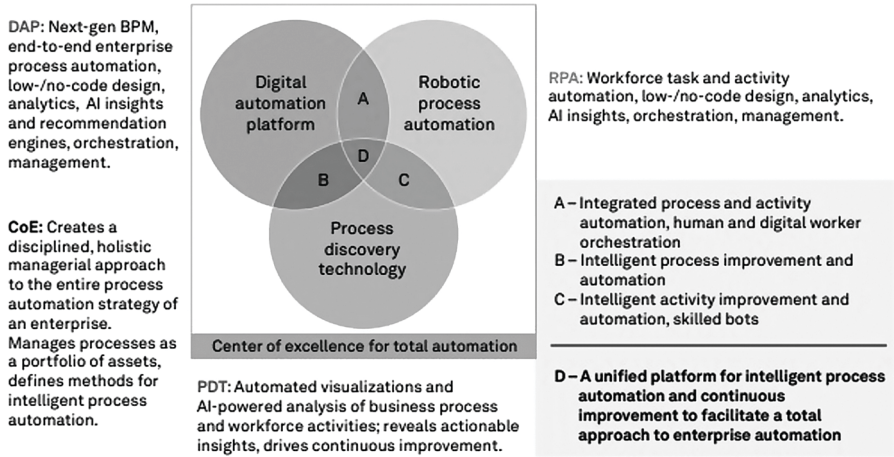 DAP: Next-gen BPM,
end-to-end enterprise
process automation,
low-/no-code design,
analytics, AI insights
and recommendation
engines, orchestration,
management.
CoE: Creates a
disciplined, holistic
managerial approach
to the entire process
automation strategy of
an enterprise.
Manages processes as
a portfolio of assets,
defines methods for
intelligent process
automation.
Digital
automation
platform
A
Robotic
process
automation
D
B
C
Process
discovery
technology
Center of excellence for total automation
PDT: Automated visualizations and
AI-powered analysis of business process
and workforce activities; reveals actionable
insights, drives continuous improvement.
RPA: Workforce task and activity
automation, low-/no-code design, analytics,
AI insights, orchestration, management.
A – Integrated process and activity
automation, human and digital worker
orchestration
B – Intelligent process improvement and
automation
C – Intelligent activity improvement and
automation, skilled bots
D – A unified platform for intelligent process
automation and continuous
improvement to facilitate a total
approach to enterprise automation